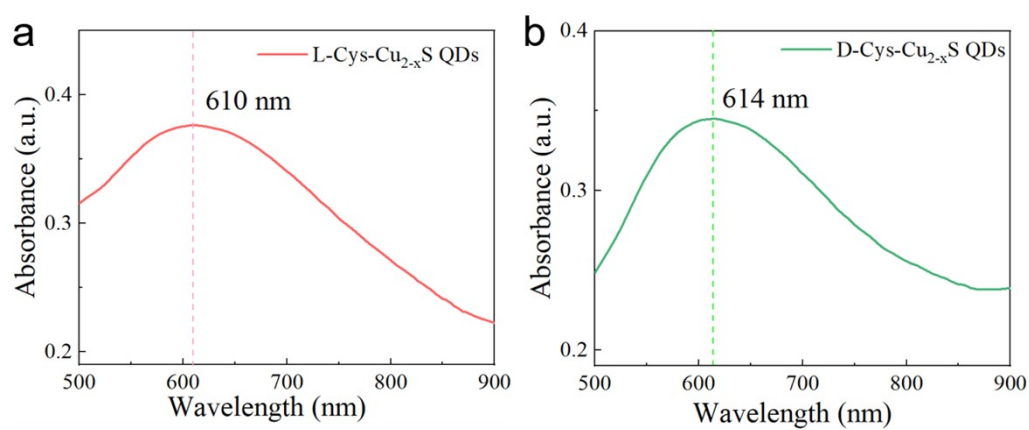 a
L-Cys-Cu₂₋ₓS QDs
610 nm
0.4
0.3
0.2
Absorbance (a.u.)
500 600 700 800 900
Wavelength (nm)
b
D-Cys-Cu₂₋ₓS QDs
614 nm
0.4
0.3
0.2
Absorbance (a.u.)
500 600 700 800 900
Wavelength (nm)